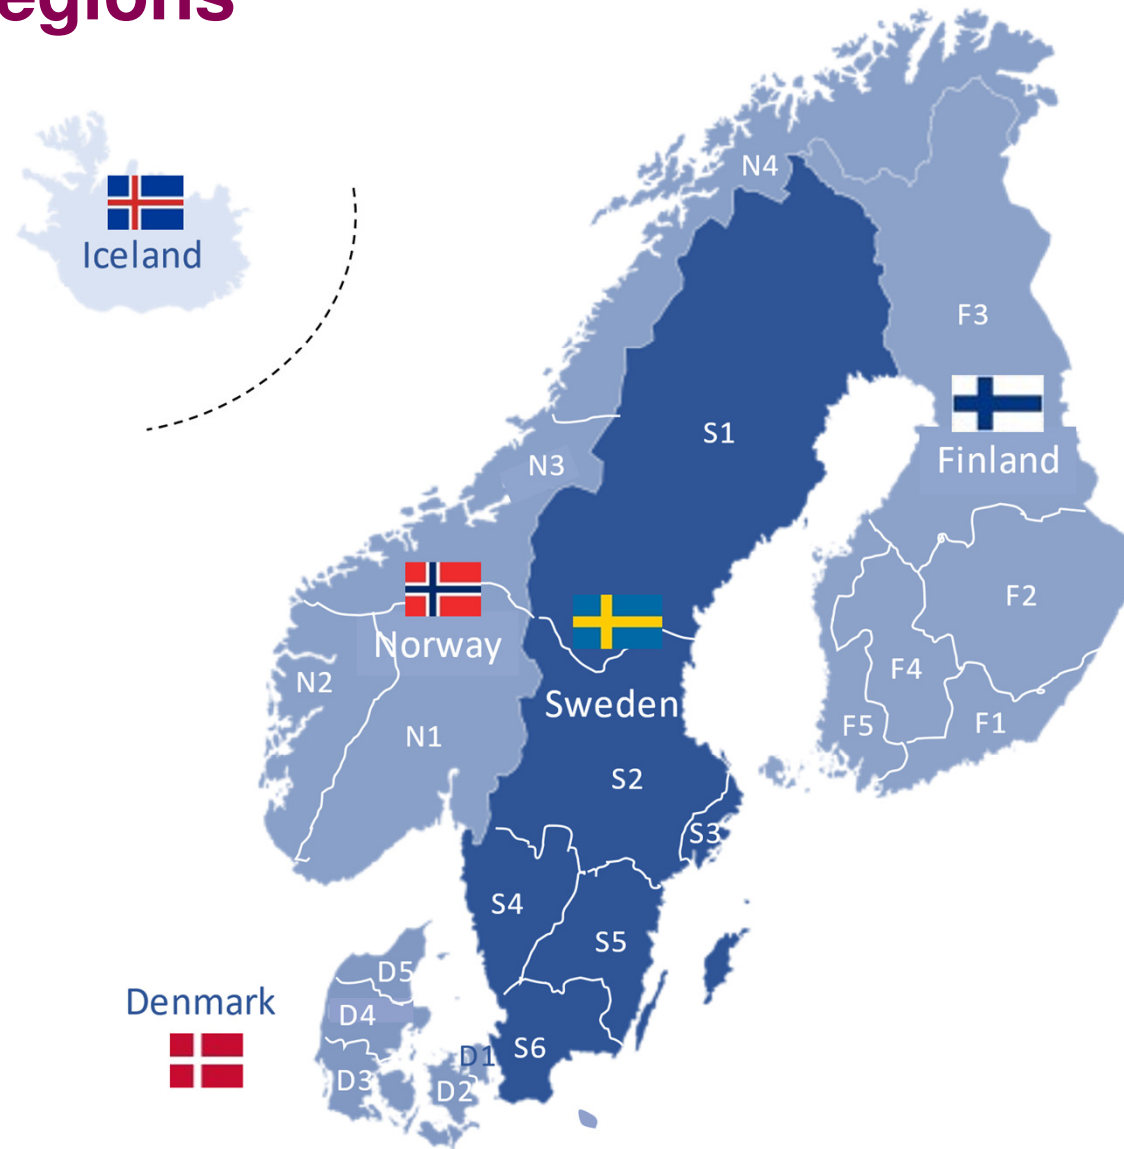 egions
N4
Iceland
F3
S1
Finland
N3
F2
Norway
N2
F4
Sweden
F5
F1
N1
S2
S3
S4
S5
D5
Denmark
D4
S6
D1
D3
D2